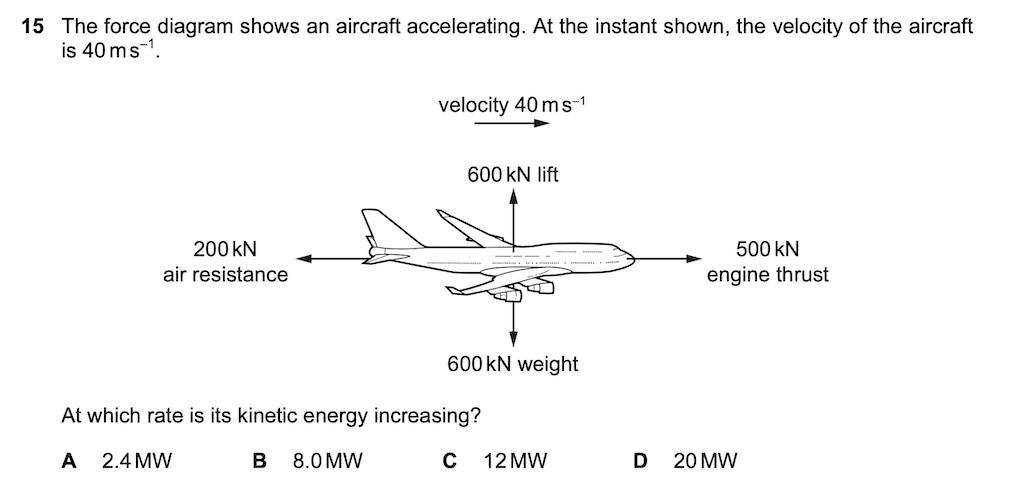 15 The force diagram shows an aircraft accelerating. At the instant shown, the velocity of the aircraft
is 40 m s⁻¹.
velocity 40 m s⁻¹
600 kN lift
200 kN
air resistance
500 kN
engine thrust
600 kN weight
At which rate is its kinetic energy increasing?
A 2.4 MW B 8.0 MW C 12 MW D 20 MW